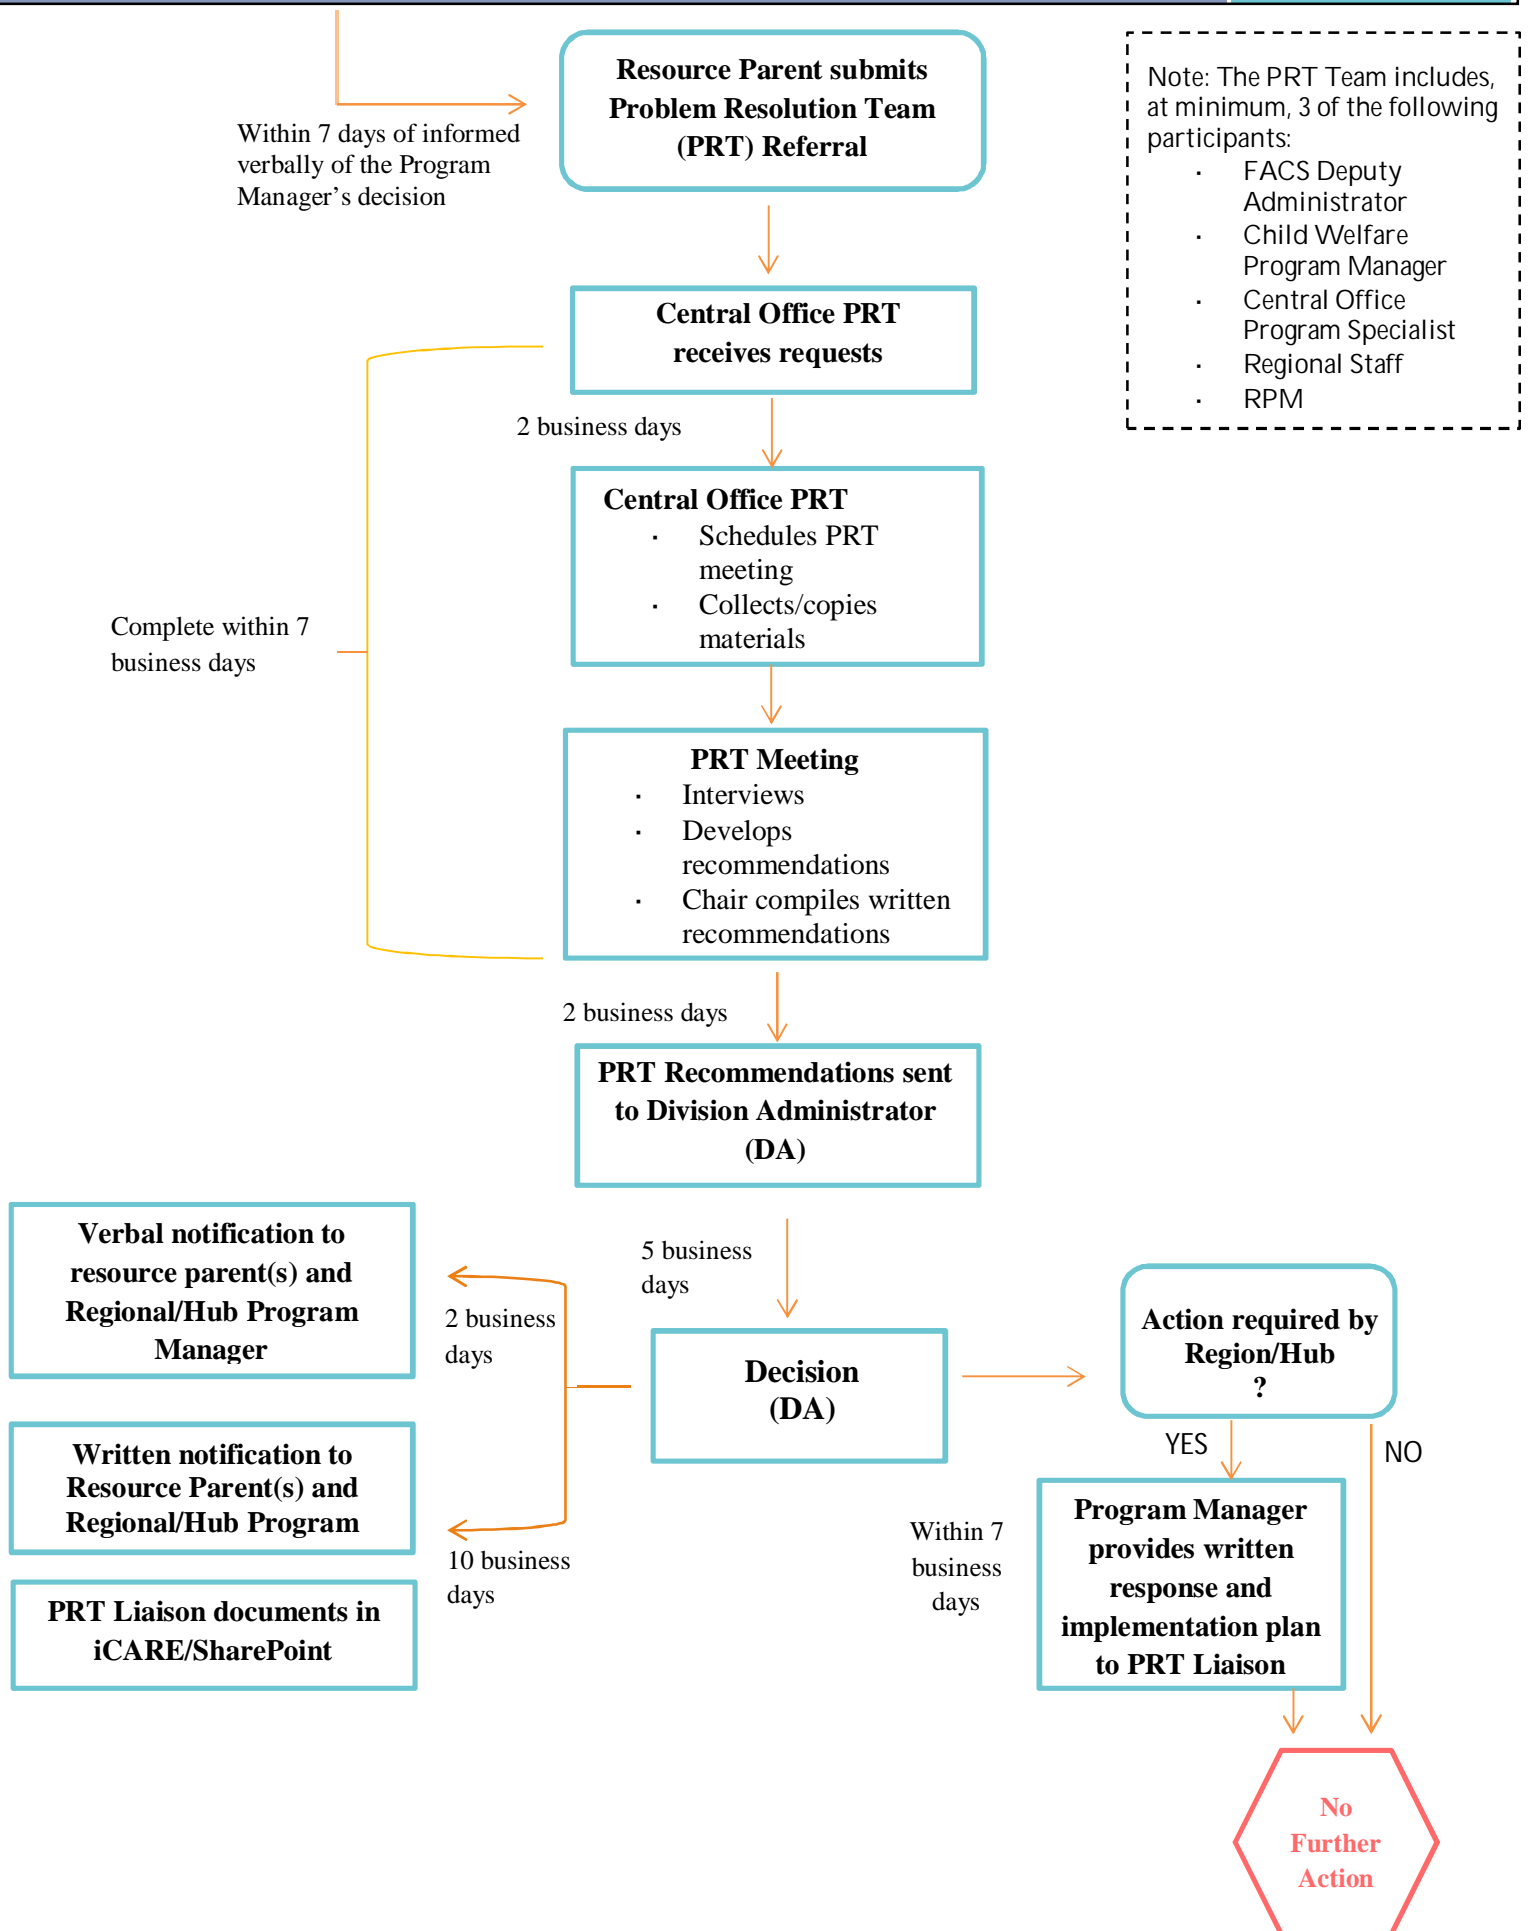 Resource Parent submits
Problem Resolution Team
(PRT) Referral
Within 7 days of informed
verbally of the Program
Manager’s decision
Note: The PRT Team includes,
at minimum, 3 of the following
participants:
· FACS Deputy
Administrator
· Child Welfare
Program Manager
· Central Office
Program Specialist
· Regional Staff
· RPM
Central Office PRT
receives requests
2 business days
Central Office PRT
· Schedules PRT
meeting
· Collects/copies
materials
Complete within 7
business days
PRT Meeting
· Interviews
· Develops
recommendations
· Chair compiles written
recommendations
2 business days
PRT Recommendations sent
to Division Administrator
(DA)
Verbal notification to
resource parent(s) and
Regional/Hub Program
Manager
2 business
days
5 business
days
Decision
(DA)
Action required by
Region/Hub
?
YES
NO
Written notification to
Resource Parent(s) and
Regional/Hub Program
10 business
days
PRT Liaison documents in
iCARE/SharePoint
Within 7
business
days
Program Manager
provides written
response and
implementation plan
to PRT Liaison
No
Further
Action